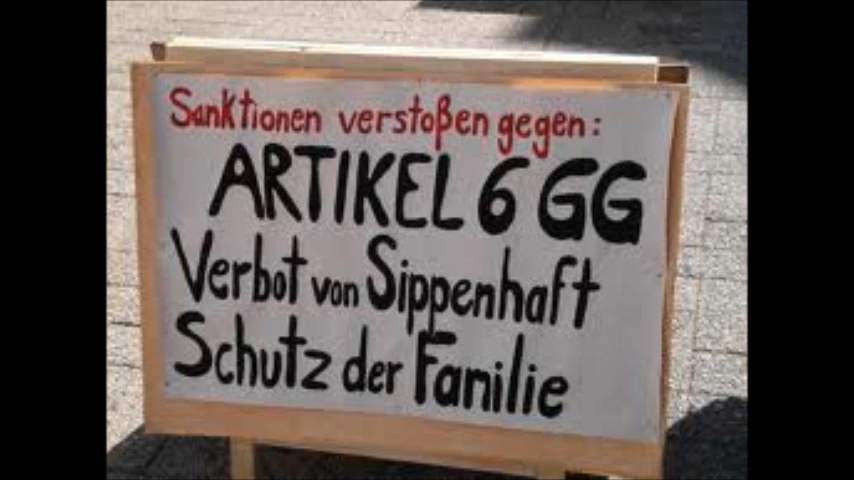 Sanktionen verstoßen gegen:
ARTIKEL 6 GG
Verbot von Sippenhaft
Schutz der Familie